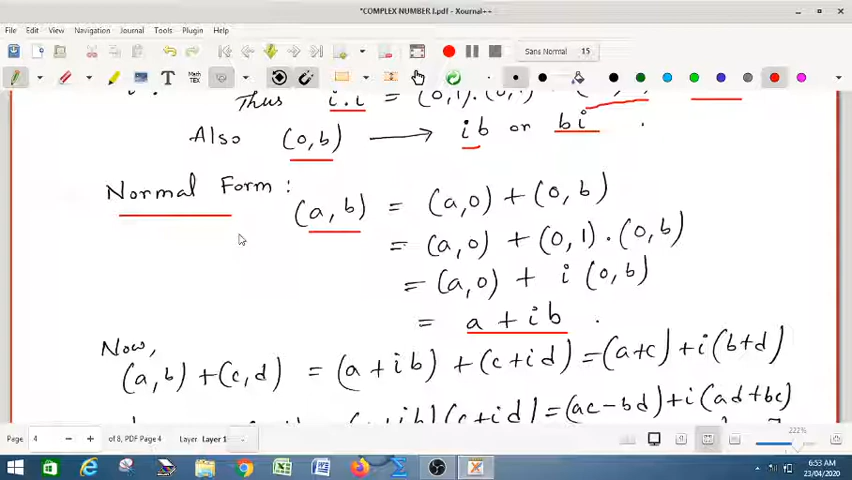 *COMPLEX NUMBER I.pdf - Xournal++
File Edit View Navigation Journal Tools Plugin Help
Sans Normal 15
Thus i.i = (0,1).(0,1)
Also (0,b) → ib or bi .
Normal Form :
(a, b) = (a,0) + (0, b)
= (a,0) + (0,1) . (0,b)
= (a,0) + i (0,b)
= a + ib .
Now,
(a,b) + (c,d) = (a + ib) + (c + id) = (a+c) + i(b+d)
(a+ib)(c+id) = (ac-bd) + i(ad+bc)
Page 4 of 8, PDF Page 4 Layer Layer 1 222%
6:53 AM
23/04/2020